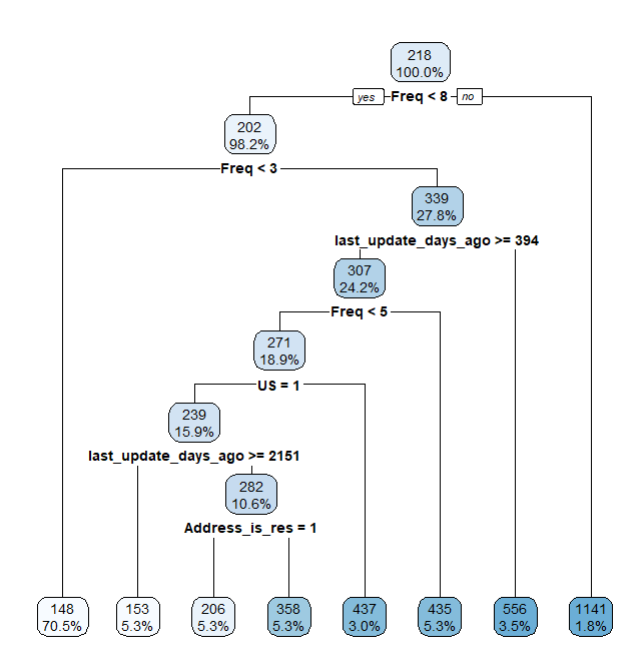 218
100.0%
yes Freq < 8 no
202
98.2%
Freq < 3
339
27.8%
last_update_days_ago >= 394
307
24.2%
Freq < 5
271
18.9%
US = 1
239
15.9%
last_update_days_ago >= 2151
282
10.6%
Address_is_res = 1
148 153 206 358 437 435 556 1141
70.5% 5.3% 5.3% 5.3% 3.0% 5.3% 3.5% 1.8%